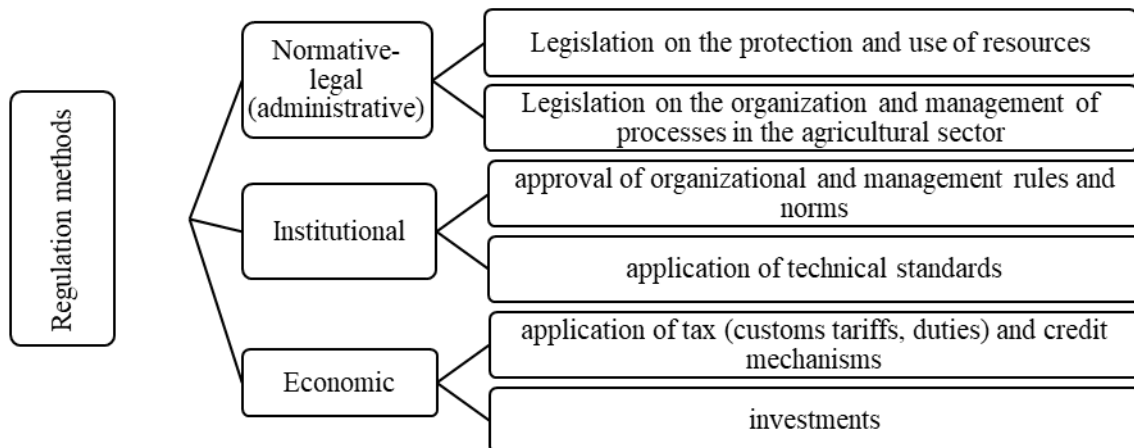 Regulation methods
Normative-
legal
(administrative)
Legislation on the protection and use of resources
Legislation on the organization and management of
processes in the agricultural sector
Institutional
approval of organizational and management rules and
norms
application of technical standards
Economic
application of tax (customs tariffs, duties) and credit
mechanisms
investments